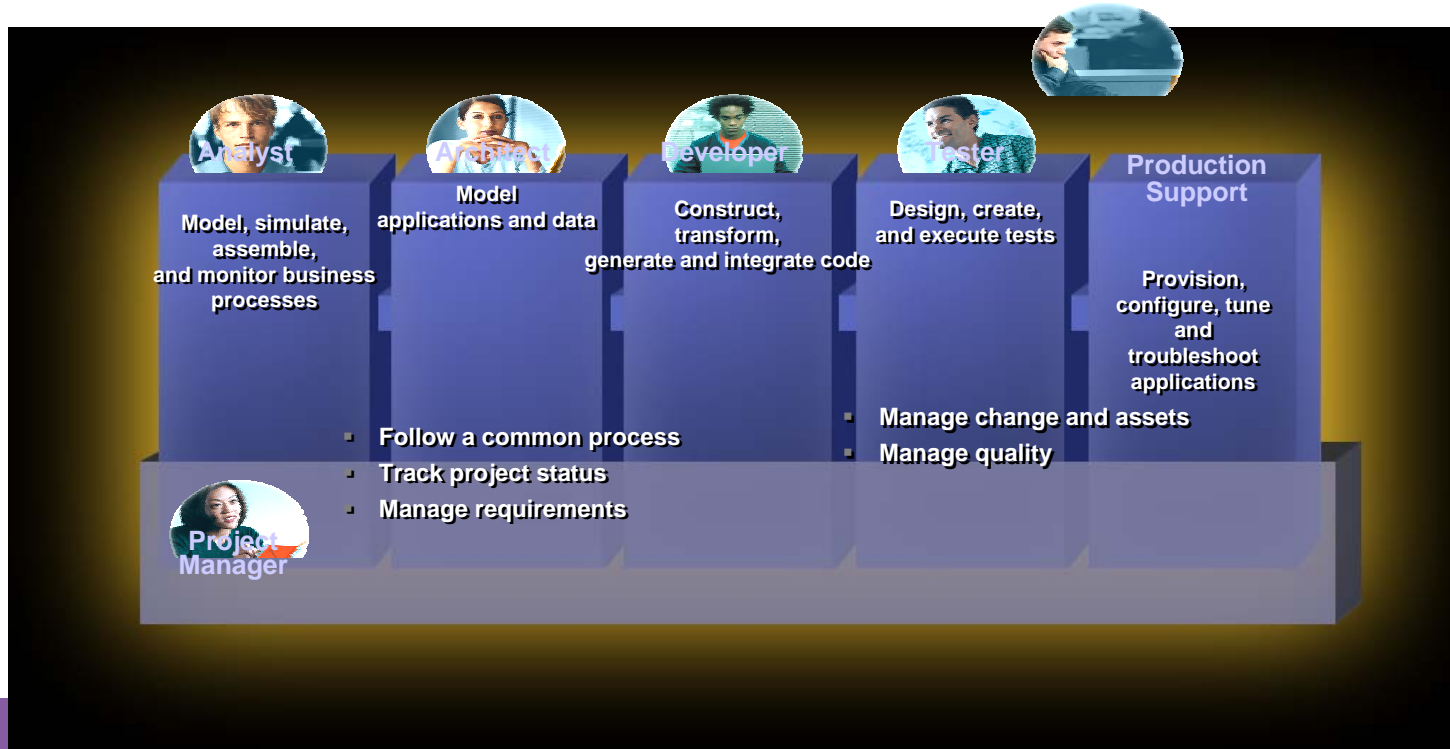 Analyst
Model, simulate,
assemble,
and monitor business
processes
Architect
Model
applications and data
Developer
Construct,
transform,
generate and integrate code
Tester
Design, create,
and execute tests
Production
Support
Provision,
configure, tune
and
troubleshoot
applications
▪ Follow a common process
▪ Track project status
▪ Manage requirements
▪ Manage change and assets
▪ Manage quality
Project
Manager